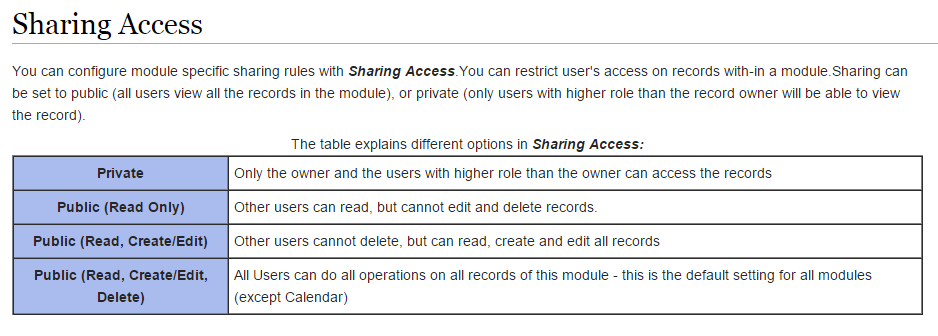 Sharing Access
You can configure module specific sharing rules with Sharing Access.You can restrict user's access on records with-in a module.Sharing can
be set to public (all users view all the records in the module), or private (only users with higher role than the record owner will be able to view
the record).
The table explains different options in Sharing Access:
Private
Only the owner and the users with higher role than the owner can access the records
Public (Read Only)
Other users can read, but cannot edit and delete records.
Public (Read, Create/Edit)
Other users cannot delete, but can read, create and edit all records
Public (Read, Create/Edit,
Delete)
All Users can do all operations on all records of this module - this is the default setting for all modules
(except Calendar)